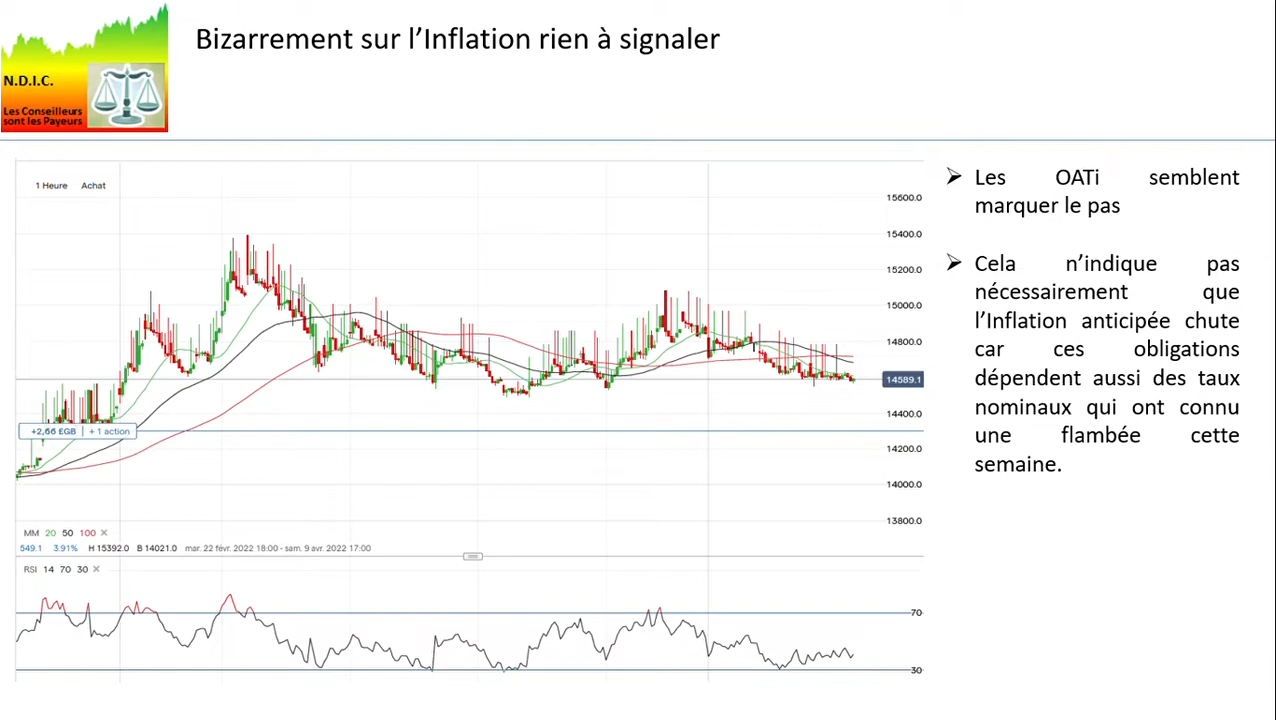 Bizarrement sur l’Inflation rien à signaler
N.D.I.C.
Les Conseilleurs
sont les Payeurs
1 Heure Achat
15600.0
15400.0
15200.0
15000.0
14800.0
14589.1
14400.0
14200.0
14000.0
13800.0
+2,66 £GB + 1 action
MM 20 50 100 ×
549.1 3.91% H 15392.0 B 14021.0 mar. 22 févr. 2022 18:00 - sam. 9 avr. 2022 17:00
RSI 14 70 30 ×
70
30
➢ Les OATi semblent
marquer le pas
➢ Cela n’indique pas
nécessairement que
l’Inflation anticipée chute
car ces obligations
dépendent aussi des taux
nominaux qui ont connu
une flambée cette
semaine.